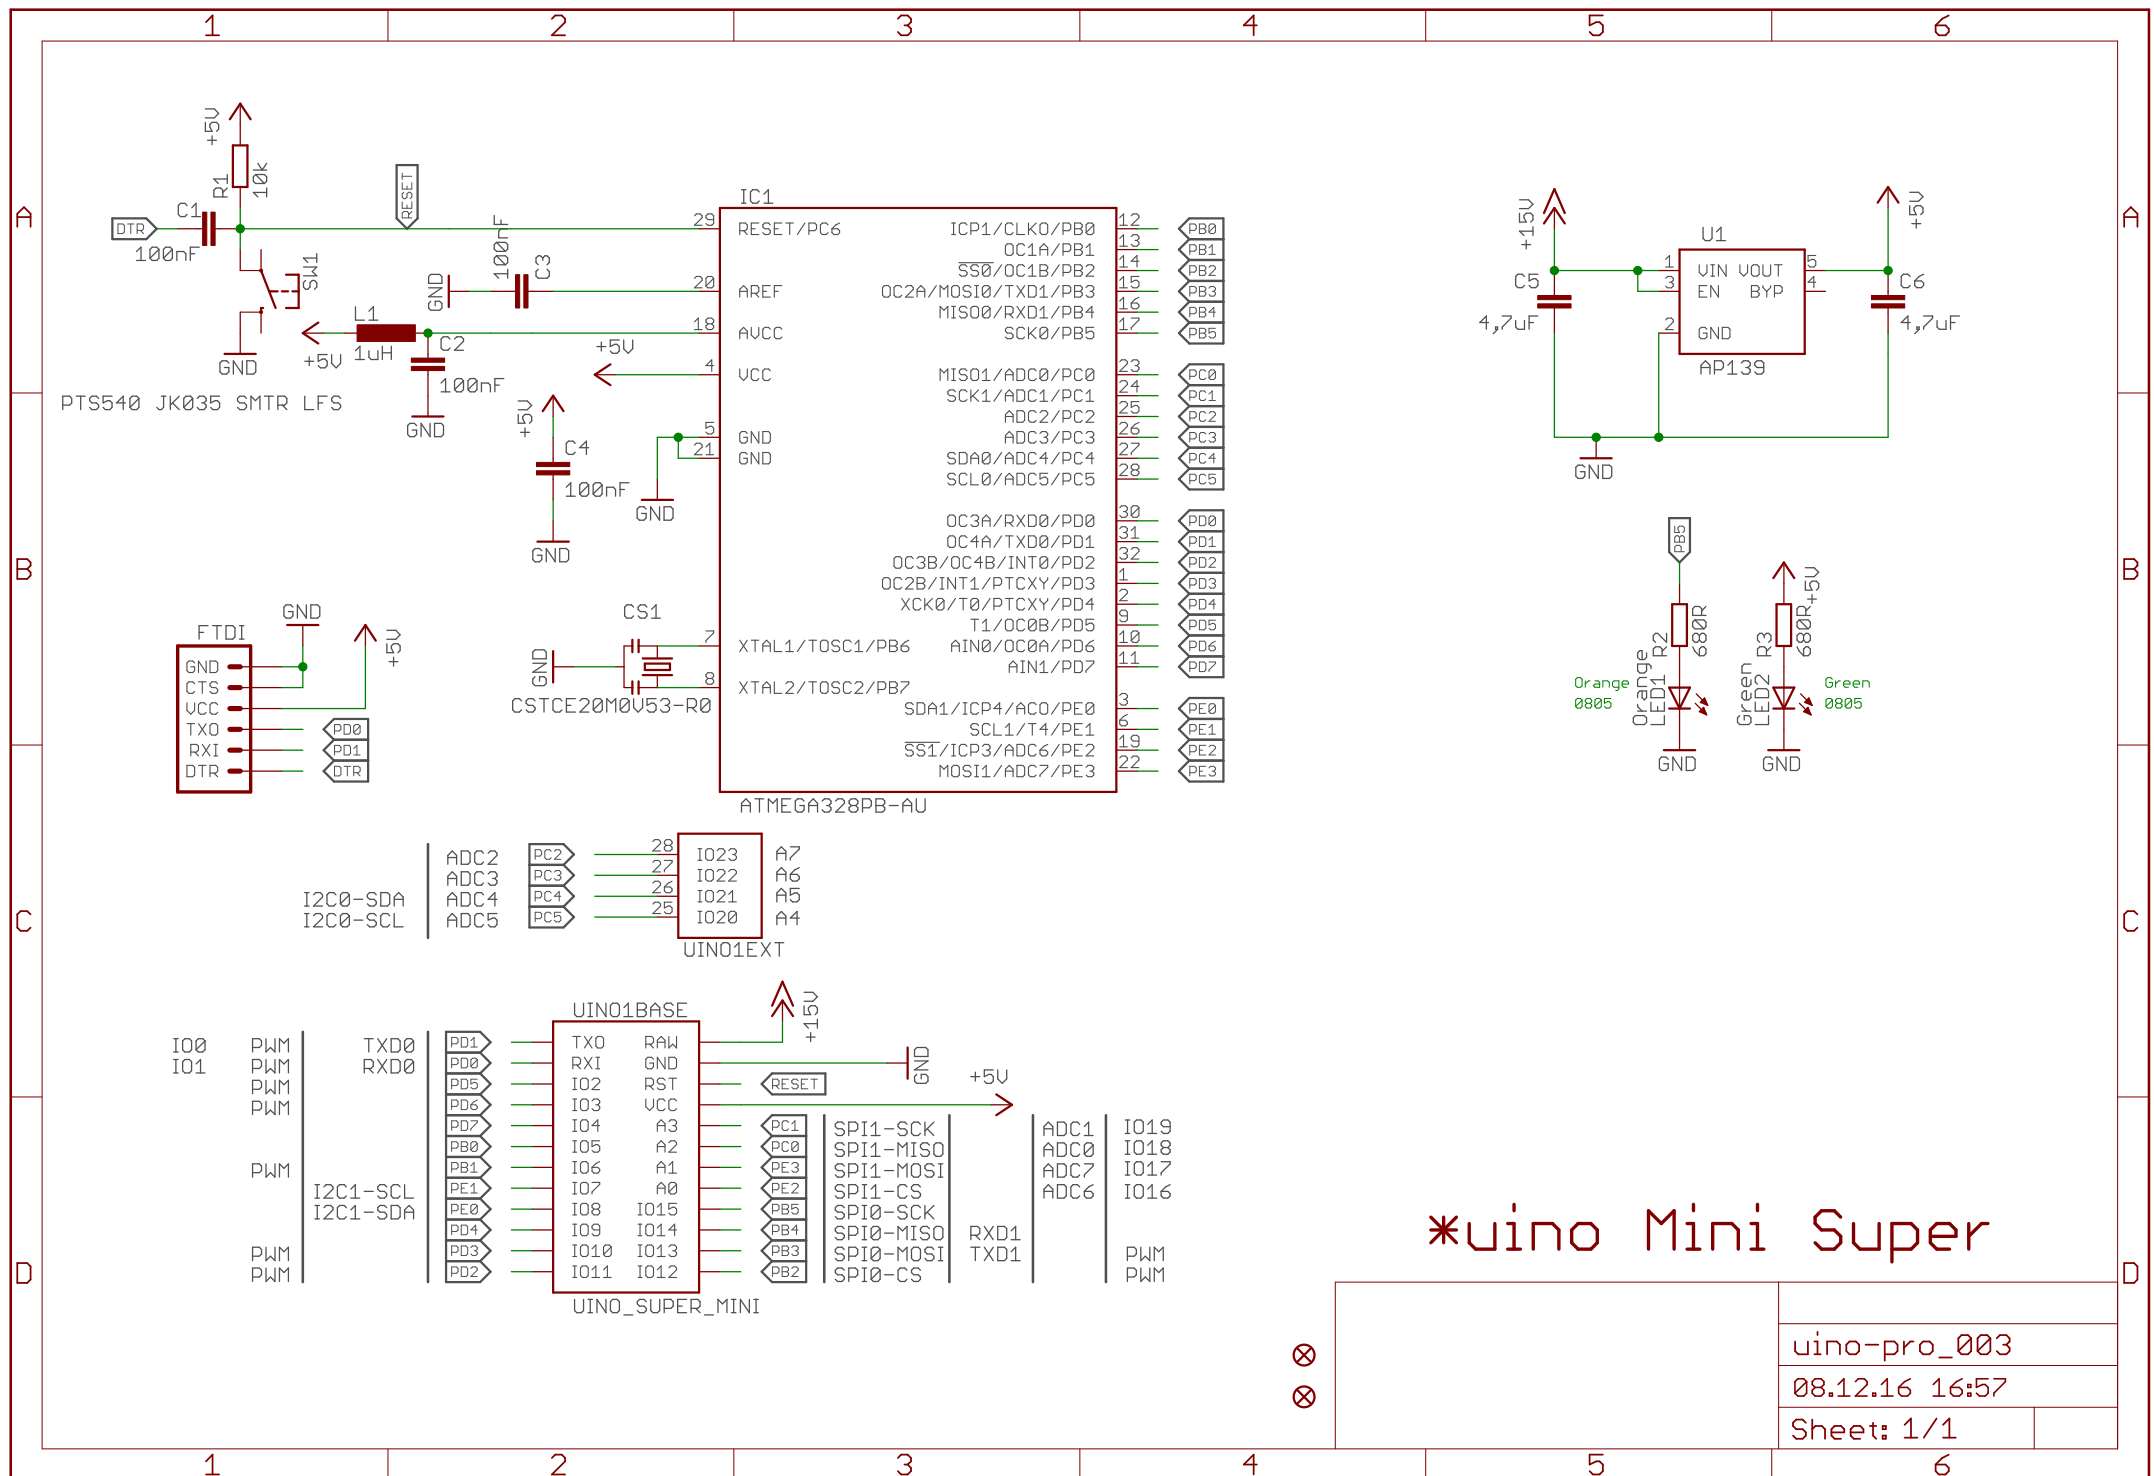 1 2 3 4 5 6
A A
B B
C C
D D
1 2 3 4 5 6
+5V
R1
10k
DTR
C1
100nF
RESET
SW1
GND
PTS540 JK035 SMTR LFS
GND
100nF
C3
L1
1uH
+5V
C2
100nF
GND
+5V
+5V
C4
100nF
GND
GND
CS1
GND
CSTCE20M0V53-R0
IC1
29 RESET/PC6
20 AREF
18 AVCC
4 VCC
5 GND
21 GND
7 XTAL1/TOSC1/PB6
8 XTAL2/TOSC2/PB7
ICP1/CLKO/PB0 12 PB0
OC1A/PB1 13 PB1
SS0/OC1B/PB2 14 PB2
OC2A/MOSI0/TXD1/PB3 15 PB3
MISO0/RXD1/PB4 16 PB4
SCK0/PB5 17 PB5
MISO1/ADC0/PC0 23 PC0
SCK1/ADC1/PC1 24 PC1
ADC2/PC2 25 PC2
ADC3/PC3 26 PC3
SDA0/ADC4/PC4 27 PC4
SCL0/ADC5/PC5 28 PC5
OC3A/RXD0/PD0 30 PD0
OC4A/TXD0/PD1 31 PD1
OC3B/OC4B/INT0/PD2 32 PD2
OC2B/INT1/PTCXY/PD3 1 PD3
XCK0/T0/PTCXY/PD4 2 PD4
T1/OC0B/PD5 9 PD5
AIN0/OC0A/PD6 10 PD6
AIN1/PD7 11 PD7
SDA1/ICP4/ACO/PE0 3 PE0
SCL1/T4/PE1 6 PE1
SS1/ICP3/ADC6/PE2 19 PE2
MOSI1/ADC7/PE3 22 PE3
ATMEGA328PB-AU
+15V
C5
4,7uF
U1
1 VIN VOUT 5
3 EN BYP 4
2 GND
AP139
+5V
C6
4,7uF
GND
PB5
R2
680R
Orange
LED1
Orange
0805
GND
+5V
R3
680R
Green
LED2
Green
0805
GND
GND
+5V
FTDI
GND
CTS
VCC
TXO PD0
RXI PD1
DTR DTR
ADC2 PC2 28 IO23 A7
ADC3 PC3 27 IO22 A6
I2C0-SDA ADC4 PC4 26 IO21 A5
I2C0-SCL ADC5 PC5 25 IO20 A4
UINO1EXT
UINO1BASE
+15V
IO0 PWM TXD0 PD1 TXO RAW
IO1 PWM RXD0 PD0 RXI GND GND
PWM PD5 IO2 RST RESET
PWM PD6 IO3 VCC +5V
PD7 IO4 A3 PC1 SPI1-SCK ADC1 IO19
PB0 IO5 A2 PC0 SPI1-MISO ADC0 IO18
PWM PB1 IO6 A1 PE3 SPI1-MOSI ADC7 IO17
I2C1-SCL PE1 IO7 A0 PE2 SPI1-CS ADC6 IO16
I2C1-SDA PE0 IO8 IO15 PB5 SPI0-SCK
PD4 IO9 IO14 PB4 SPI0-MISO RXD1
PWM PD3 IO10 IO13 PB3 SPI0-MOSI TXD1 PWM
PWM PD2 IO11 IO12 PB2 SPI0-CS PWM
UINO_SUPER_MINI
*uino Mini Super
uino-pro_003
08.12.16 16:57
Sheet: 1/1